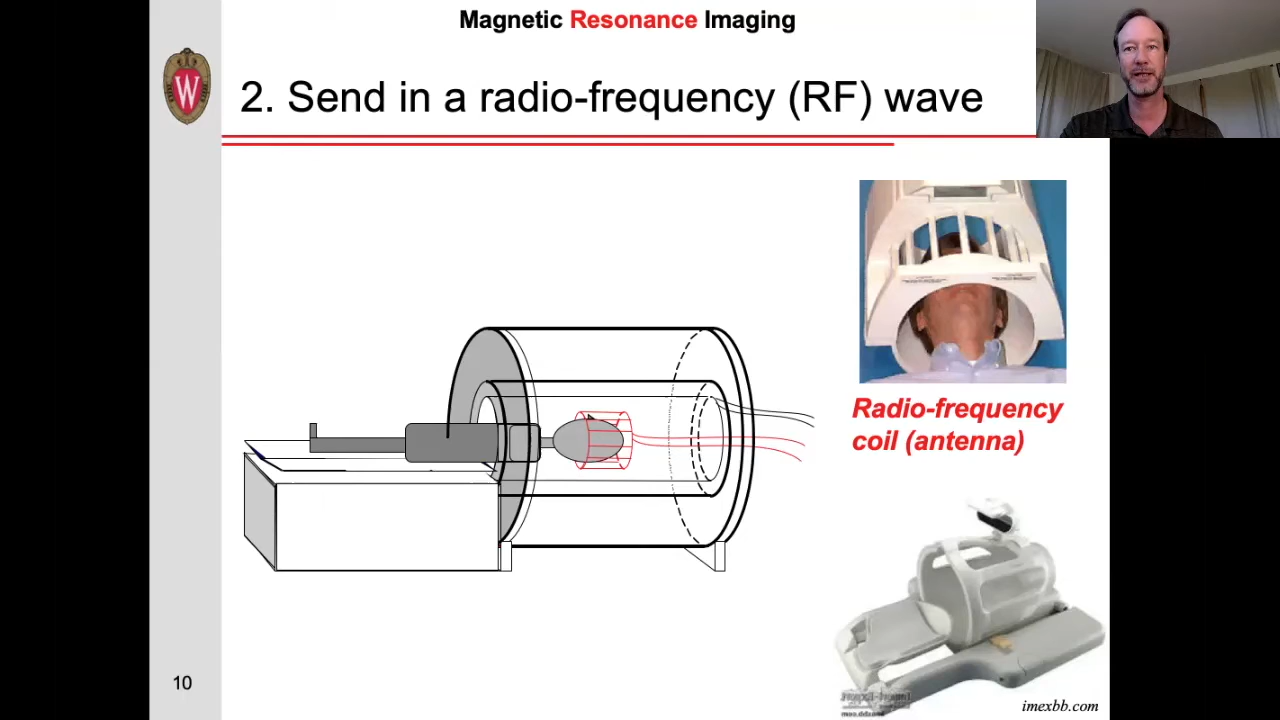 Magnetic Resonance Imaging
W
2. Send in a radio-frequency (RF) wave
Radio-frequency
coil (antenna)
10
imexbb.com